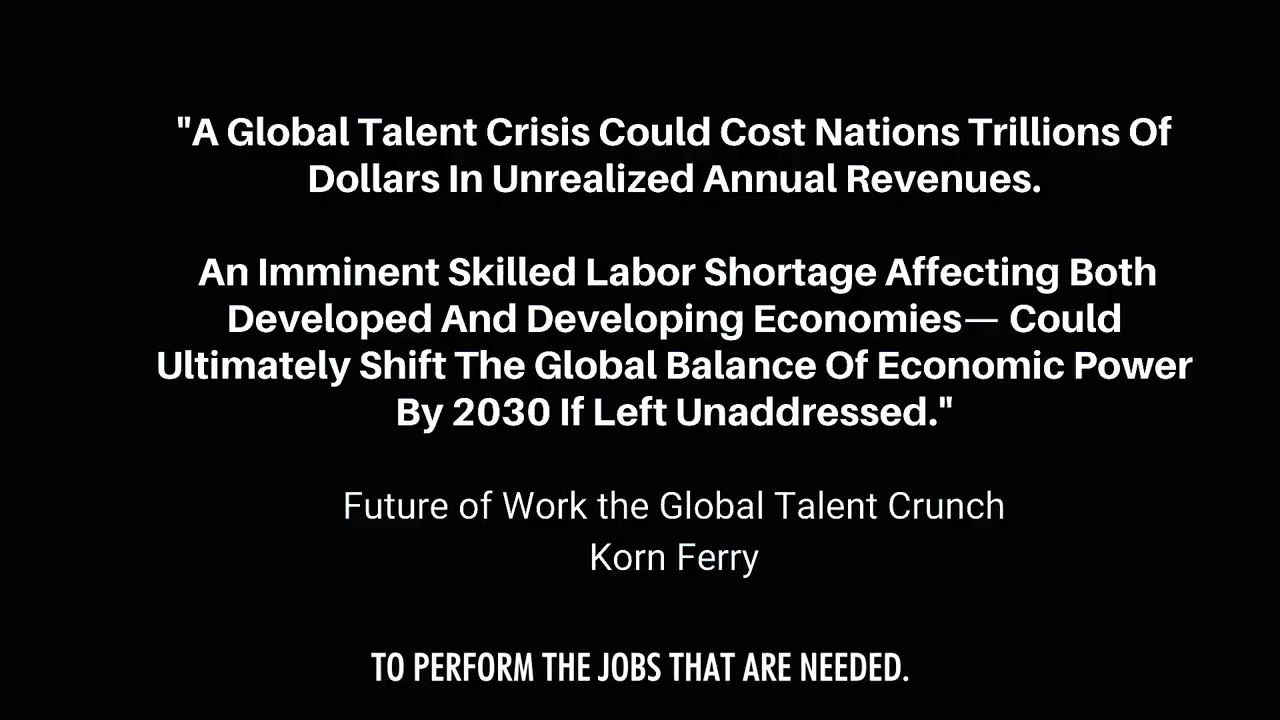 "A Global Talent Crisis Could Cost Nations Trillions Of
Dollars In Unrealized Annual Revenues.
An Imminent Skilled Labor Shortage Affecting Both
Developed And Developing Economies— Could
Ultimately Shift The Global Balance Of Economic Power
By 2030 If Left Unaddressed."
Future of Work the Global Talent Crunch
Korn Ferry
TO PERFORM THE JOBS THAT ARE NEEDED.